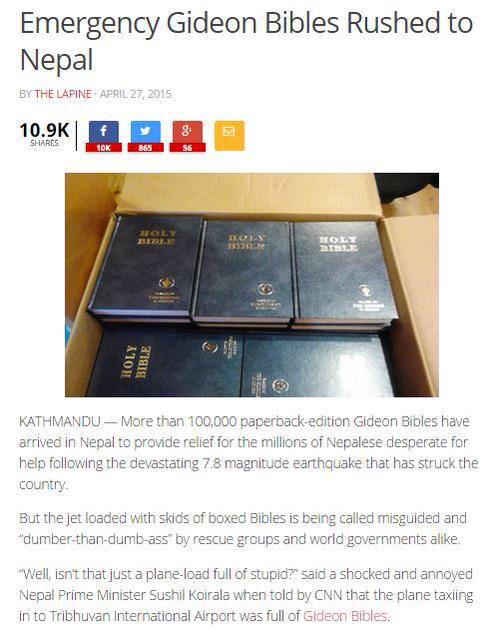 Emergency Gideon Bibles Rushed to
Nepal
BY THE LAPINE · APRIL 27, 2015
10.9K
SHARES
f
10K
865
g+
56
HOLY
BIBLE
HOLY
BIBLE
HOLY
BIBLE
HOLY
BIBLE
KATHMANDU — More than 100,000 paperback-edition Gideon Bibles have
arrived in Nepal to provide relief for the millions of Nepalese desperate for
help following the devastating 7.8 magnitude earthquake that has struck the
country.
But the jet loaded with skids of boxed Bibles is being called misguided and
“dumber-than-dumb-ass” by rescue groups and world governments alike.
“Well, isn’t that just a plane-load full of stupid?” said a shocked and annoyed
Nepal Prime Minister Sushil Koirala when told by CNN that the plane taxiing
in to Tribhuvan International Airport was full of Gideon Bibles.